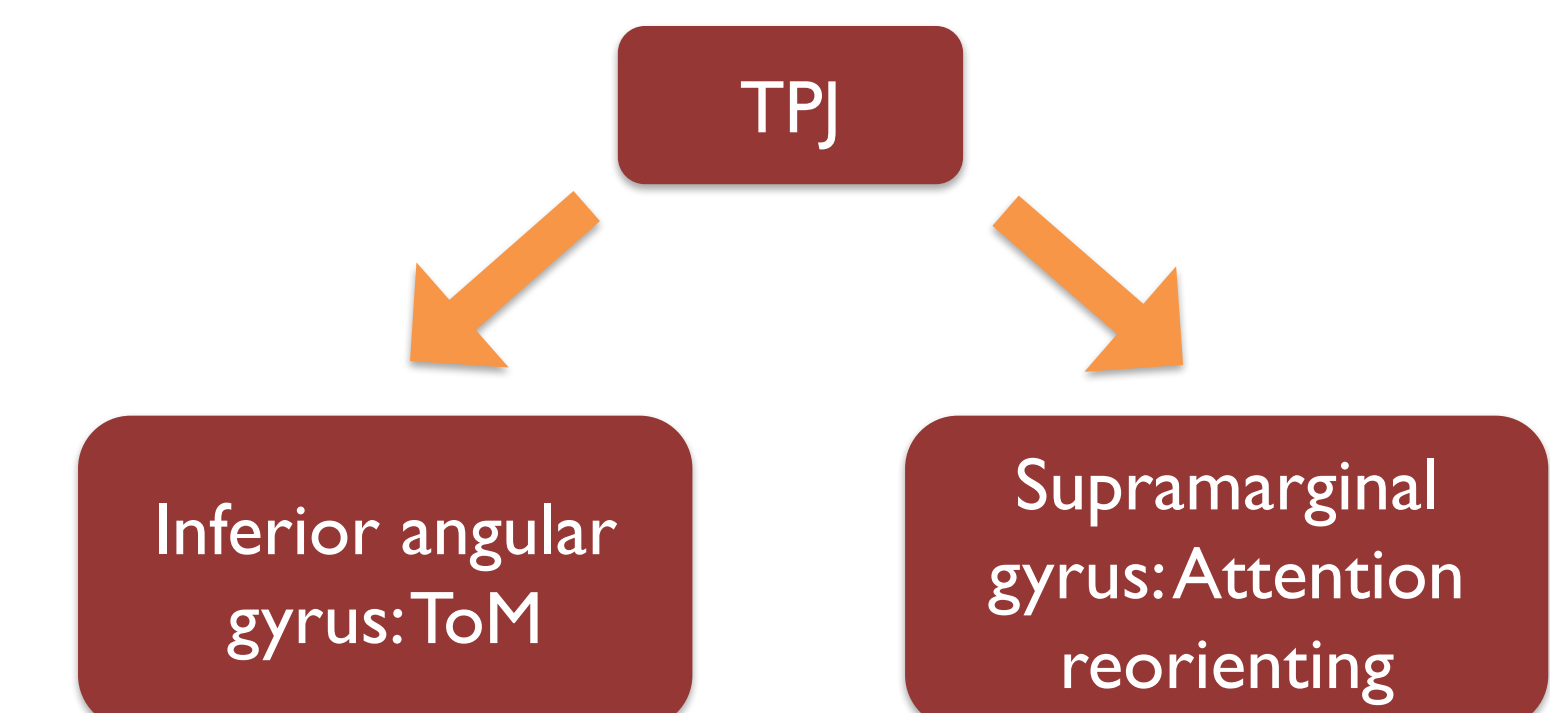 TPJ
Inferior angular
gyrus: ToM
Supramarginal
gyrus: Attention
reorienting